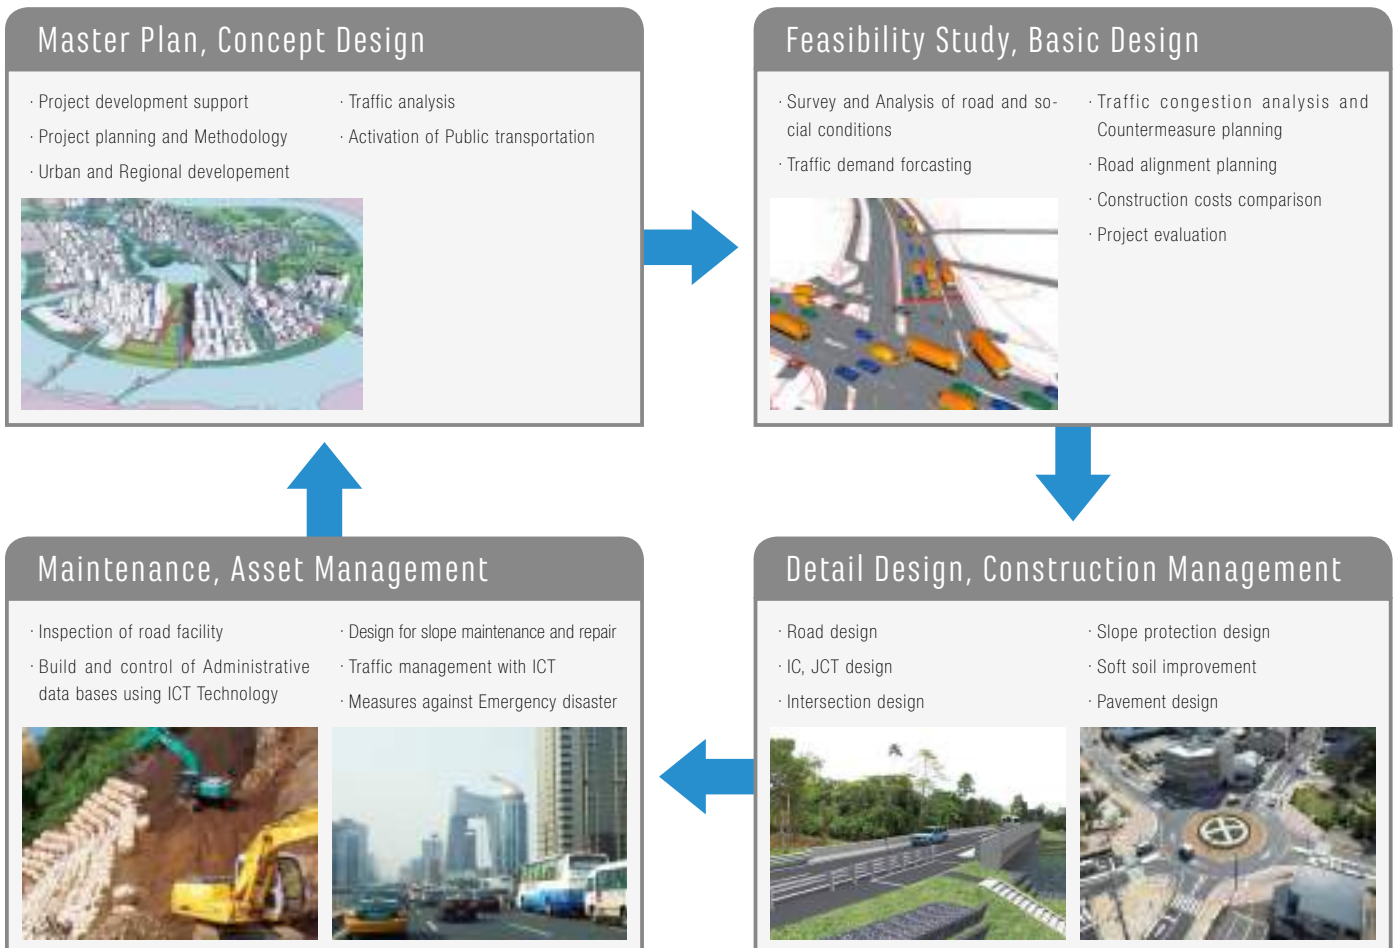 Master Plan, Concept Design
· Project development support
· Project planning and Methodology
· Urban and Regional developement
· Traffic analysis
· Activation of Public transportation
Feasibility Study, Basic Design
· Survey and Analysis of road and so-
cial conditions
· Traffic demand forcasting
· Traffic congestion analysis and
Countermeasure planning
· Road alignment planning
· Construction costs comparison
· Project evaluation
Maintenance, Asset Management
· Inspection of road facility
· Build and control of Administrative
data bases using ICT Technology
· Design for slope maintenance and repair
· Traffic management with ICT
· Measures against Emergency disaster
Detail Design, Construction Management
· Road design
· IC, JCT design
· Intersection design
· Slope protection design
· Soft soil improvement
· Pavement design